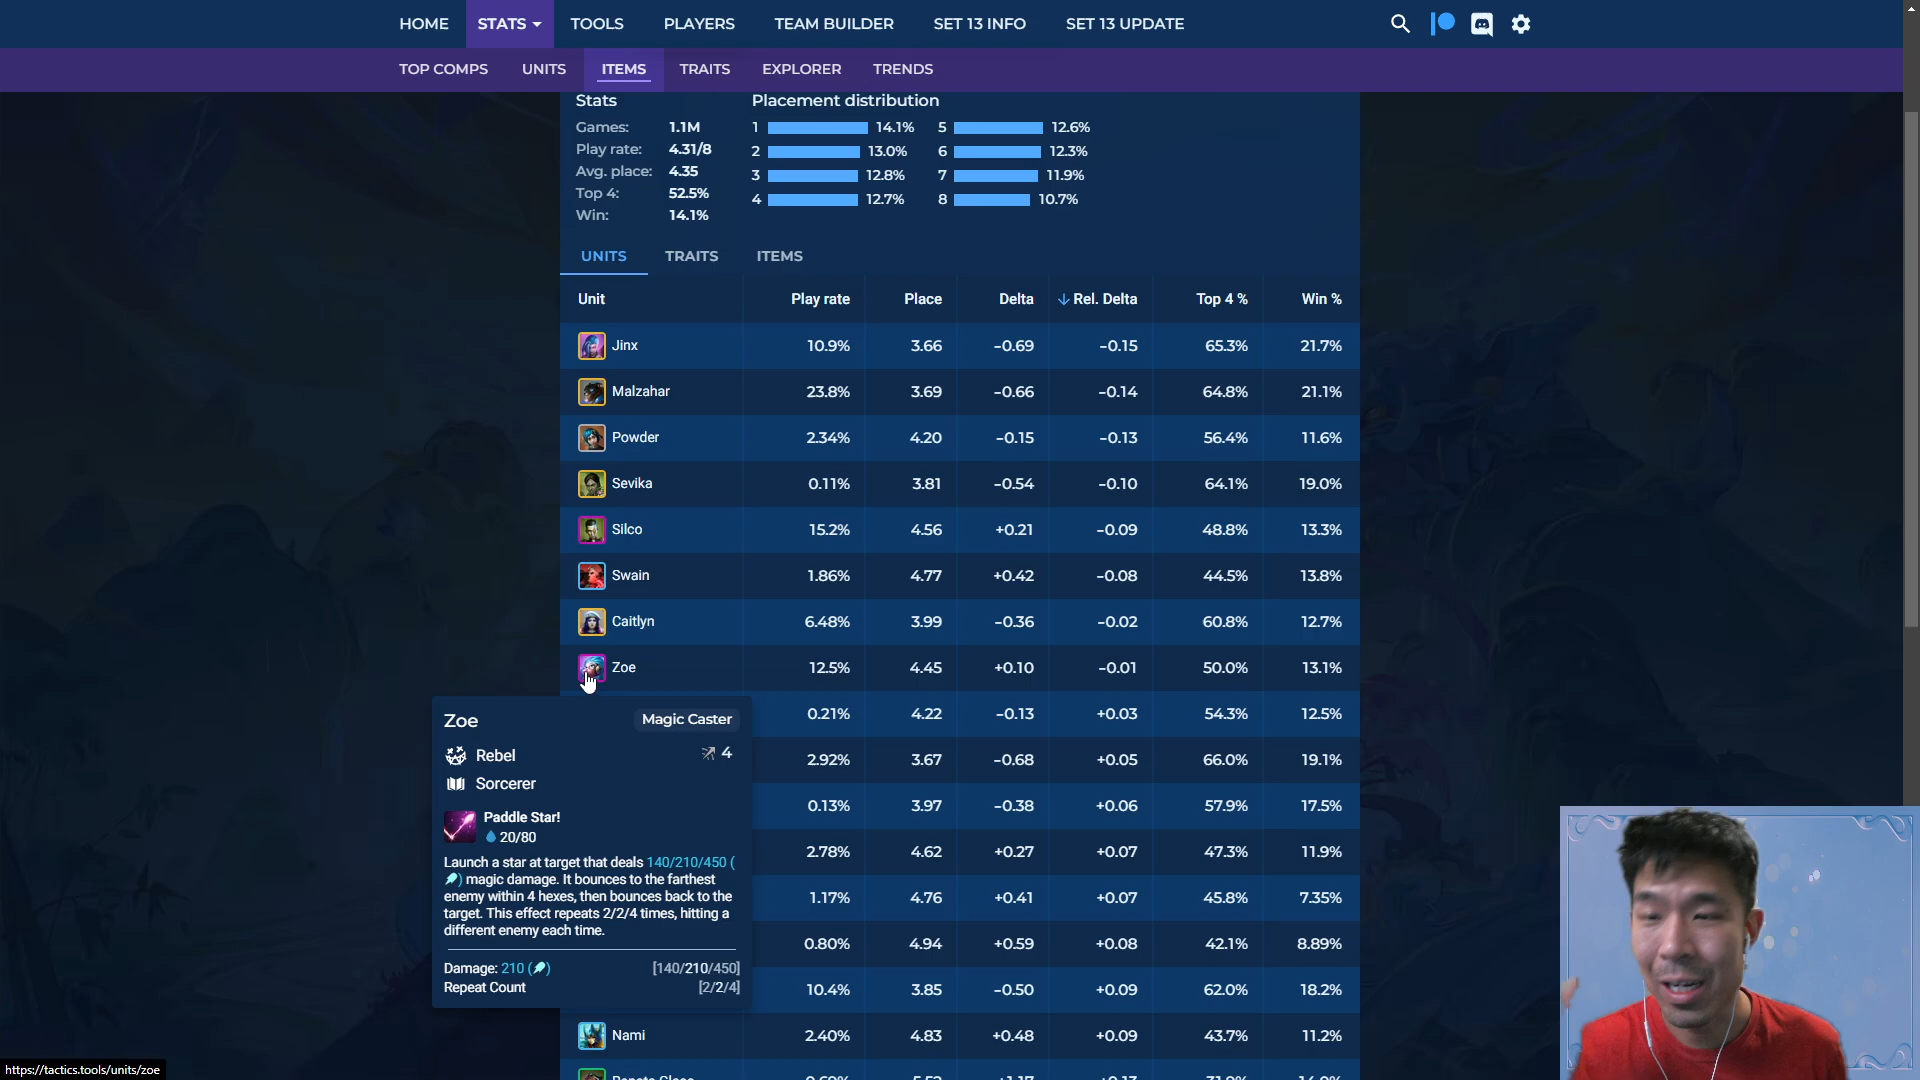 HOME STATS TOOLS PLAYERS TEAM BUILDER SET 13 INFO SET 13 UPDATE
TOP COMPS UNITS ITEMS TRAITS EXPLORER TRENDS
Stats Placement distribution
Games: 1.1M 1 14.1% 5 12.6%
Play rate: 4.31/8 2 13.0% 6 12.3%
Avg. place: 4.35 3 12.8% 7 11.9%
Top 4: 52.5% 4 12.7% 8 10.7%
Win: 14.1%
UNITS TRAITS ITEMS
Unit Play rate Place Delta Rel. Delta Top 4 % Win %
Jinx 10.9% 3.66 -0.69 -0.15 65.3% 21.7%
Malzahar 23.8% 3.69 -0.66 -0.14 64.8% 21.1%
Powder 2.34% 4.20 -0.15 -0.13 56.4% 11.6%
Sevika 0.11% 3.81 -0.54 -0.10 64.1% 19.0%
Silco 15.2% 4.56 +0.21 -0.09 48.8% 13.3%
Swain 1.86% 4.77 +0.42 -0.08 44.5% 13.8%
Caitlyn 6.48% 3.99 -0.36 -0.02 60.8% 12.7%
Zoe 12.5% 4.45 +0.10 -0.01 50.0% 13.1%
0.21% 4.22 -0.13 +0.03 54.3% 12.5%
2.92% 3.67 -0.68 +0.05 66.0% 19.1%
0.13% 3.97 -0.38 +0.06 57.9% 17.5%
2.78% 4.62 +0.27 +0.07 47.3% 11.9%
1.17% 4.76 +0.41 +0.07 45.8% 7.35%
0.80% 4.94 +0.59 +0.08 42.1% 8.89%
10.4% 3.85 -0.50 +0.09 62.0% 18.2%
Nami 2.40% 4.83 +0.48 +0.09 43.7% 11.2%
Zoe Magic Caster
Rebel 4
Sorcerer
Paddle Star!
20/80
Launch a star at target that deals 140/210/450 (
) magic damage. It bounces to the farthest
enemy within 4 hexes, then bounces back to the
target. This effect repeats 2/2/4 times, hitting a
different enemy each time.
Damage: 210 ( ) [140/210/450]
Repeat Count [2/2/4]
https://tactics.tools/units/zoe